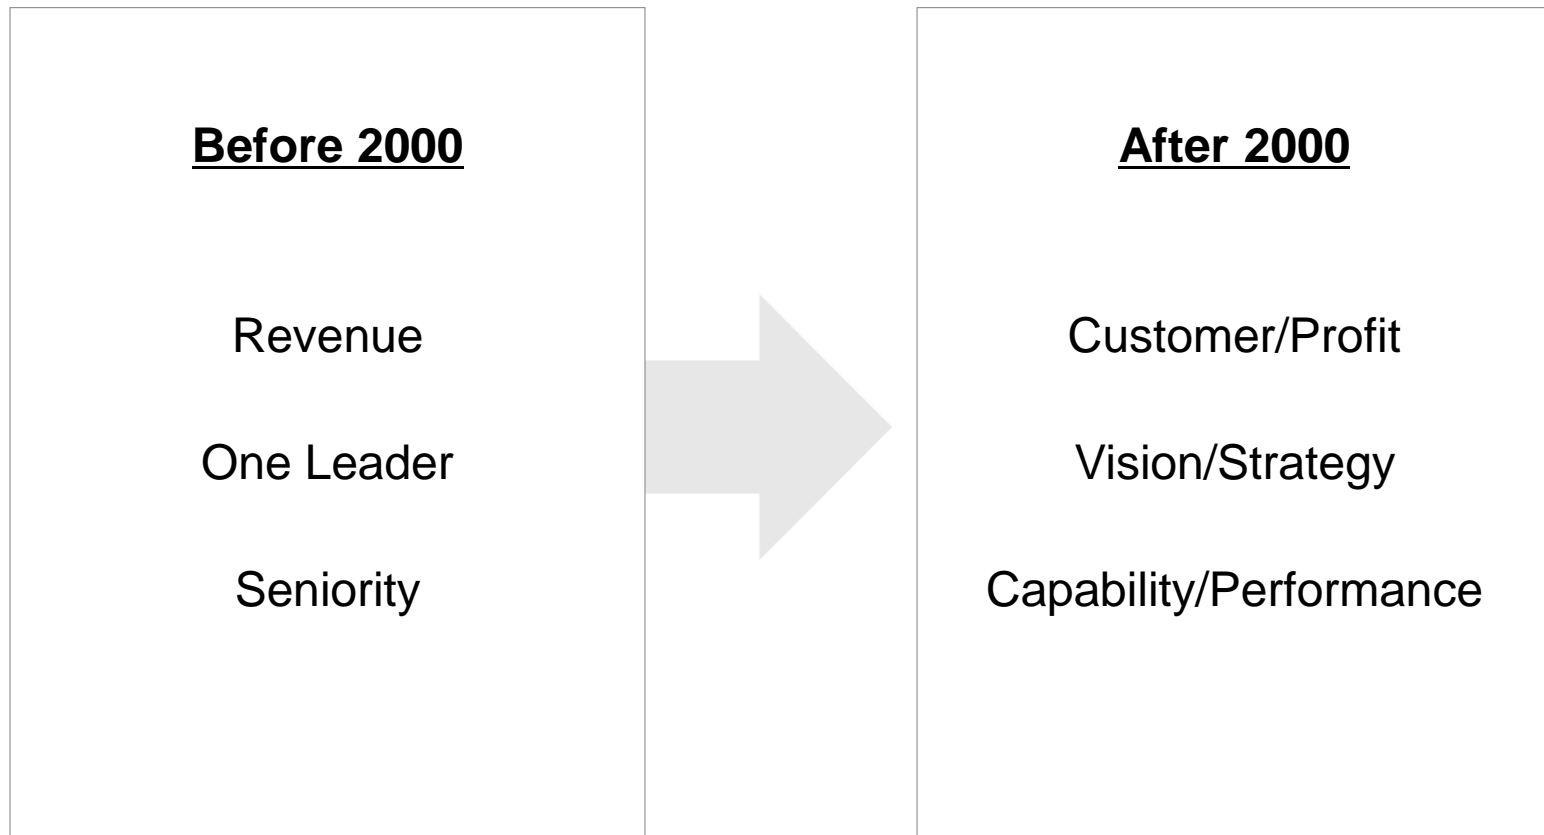 Before 2000
Revenue
One Leader
Seniority
After 2000
Customer/Profit
Vision/Strategy
Capability/Performance